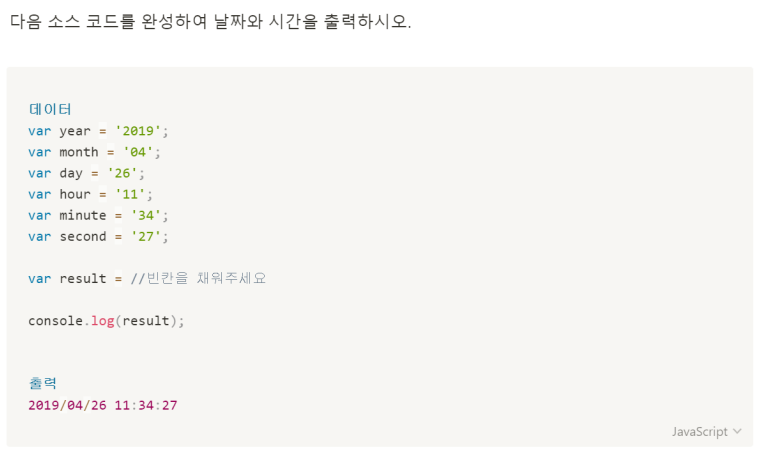 다음 소스 코드를 완성하여 날짜와 시간을 출력하시오.
데이터
var year = '2019';
var month = '04';
var day = '26';
var hour = '11';
var minute = '34';
var second = '27';
var result = //빈칸을 채워주세요
console.log(result);
출력
2019/04/26 11:34:27
JavaScript